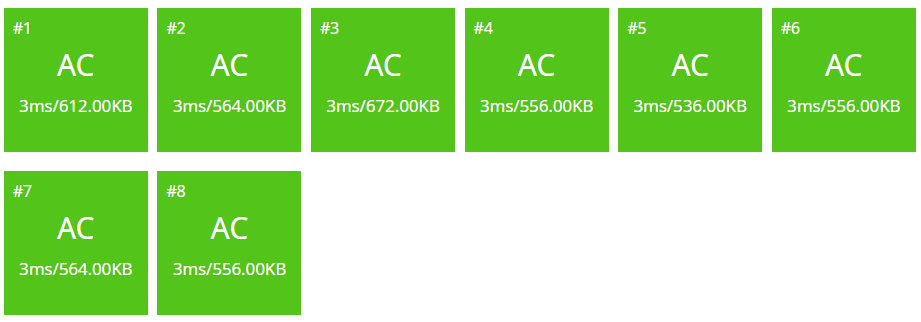 #1 #2 #3 #4 #5 #6
AC AC AC AC AC AC
3ms/612.00KB 3ms/564.00KB 3ms/672.00KB 3ms/556.00KB 3ms/536.00KB 3ms/556.00KB
#7 #8
AC AC
3ms/564.00KB 3ms/556.00KB